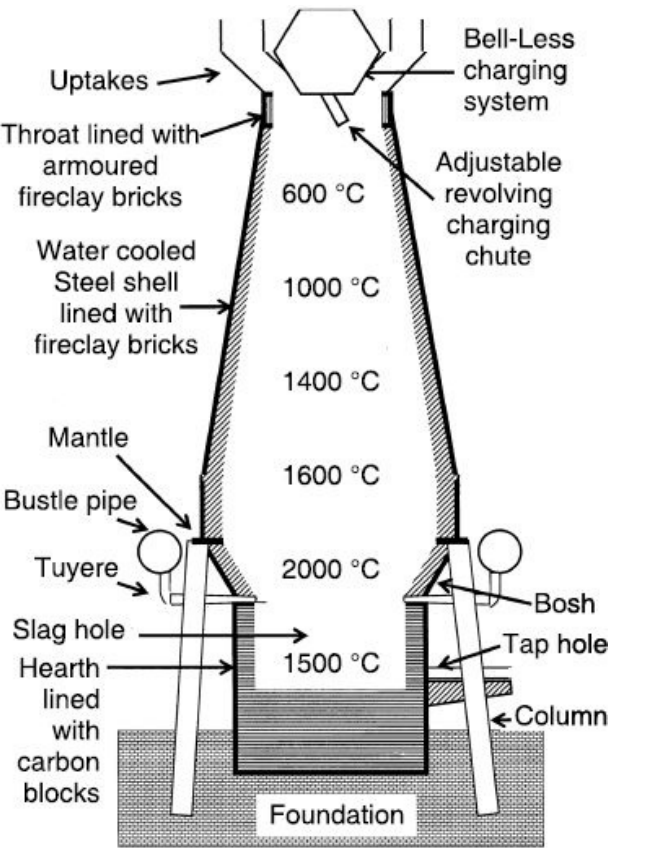 Bell-Less
charging
system
Uptakes
Throat lined with
armoured
fireclay bricks
Adjustable
revolving
charging
chute
600 °C
Water cooled
Steel shell
lined with
fireclay bricks
1000 °C
1400 °C
Mantle
1600 °C
Bustle pipe
Tuyere
2000 °C
Bosh
Slag hole
Tap hole
Hearth
lined
with
carbon
blocks
1500 °C
Column
Foundation